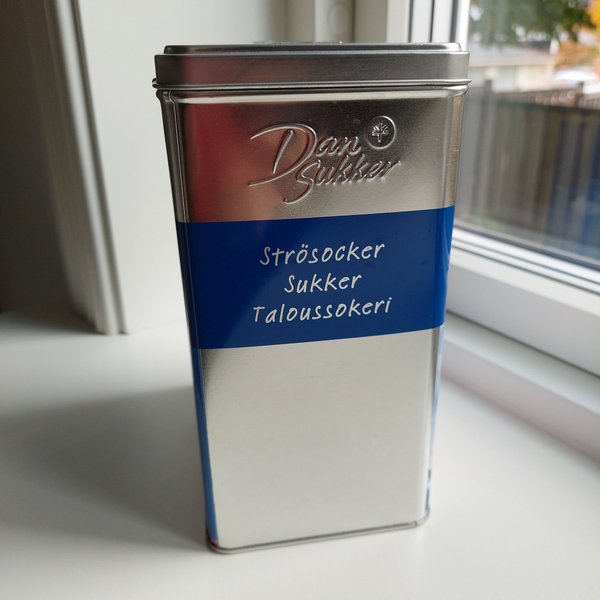 Dan
Sukker
Strösocker
Sukker
Taloussokeri